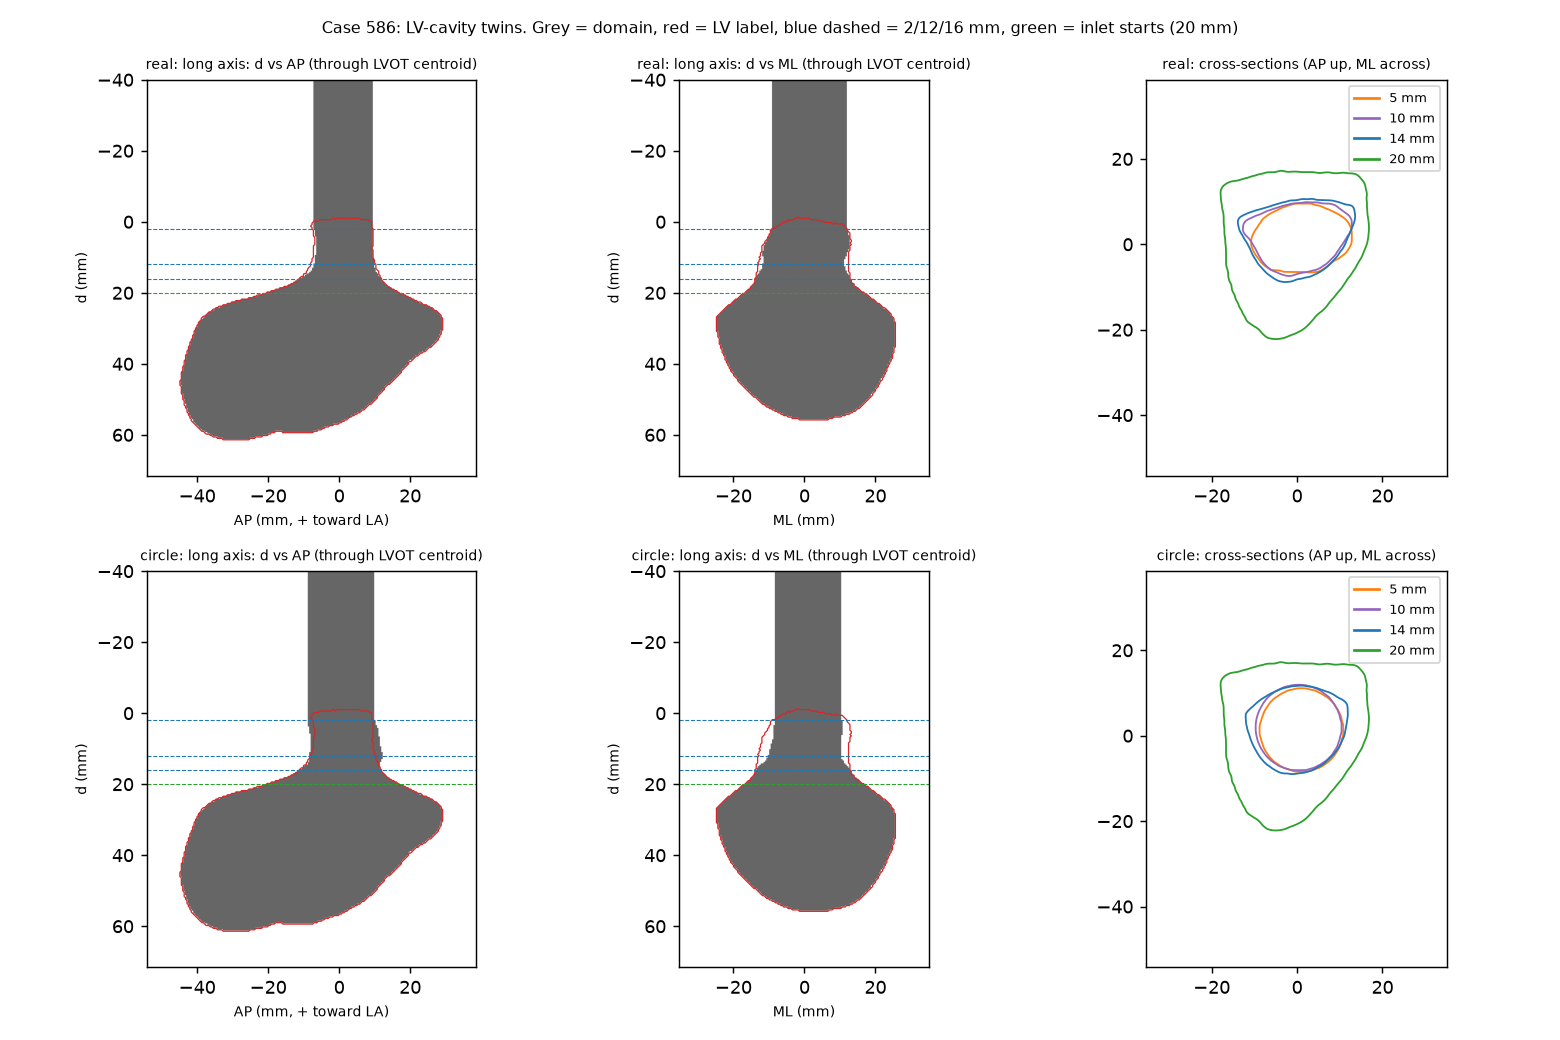 Case 586: LV-cavity twins. Grey = domain, red = LV label, blue dashed = 2/12/16 mm, green = inlet starts (20 mm)
real: long axis: d vs AP (through LVOT centroid)
−40
−20
0
20
40
60
d (mm)
−40 −20 0 20
AP (mm, + toward LA)
real: long axis: d vs ML (through LVOT centroid)
−40
−20
0
20
40
60
d (mm)
−20 0 20
ML (mm)
real: cross-sections (AP up, ML across)
5 mm
10 mm
14 mm
20 mm
20
0
−20
−40
−20 0 20
circle: long axis: d vs AP (through LVOT centroid)
−40
−20
0
20
40
60
d (mm)
−40 −20 0 20
AP (mm, + toward LA)
circle: long axis: d vs ML (through LVOT centroid)
−40
−20
0
20
40
60
d (mm)
−20 0 20
ML (mm)
circle: cross-sections (AP up, ML across)
5 mm
10 mm
14 mm
20 mm
20
0
−20
−40
−20 0 20